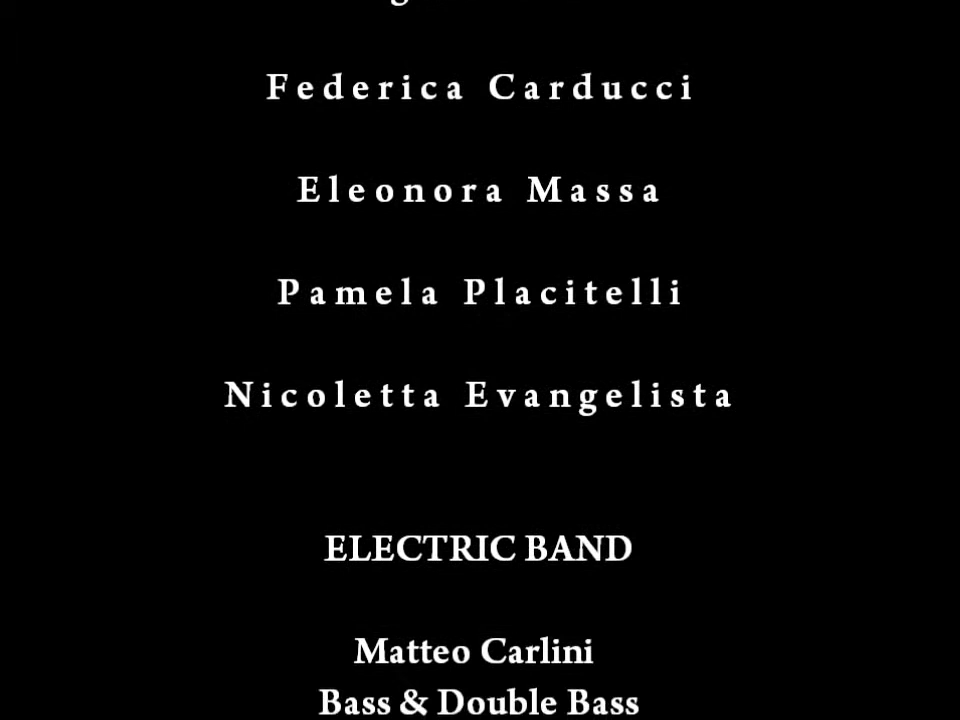 Federica Carducci
Eleonora Massa
Pamela Placitelli
Nicoletta Evangelista
ELECTRIC BAND
Matteo Carlini
Bass & Double Bass